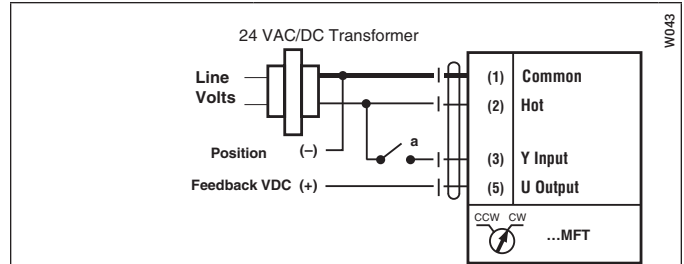 W043
24 VAC/DC Transformer
Line
Volts
(1) Common
(2) Hot
a
Position (–)
(3) Y Input
Feedback VDC (+)
(5) U Output
CCW CW
...MFT